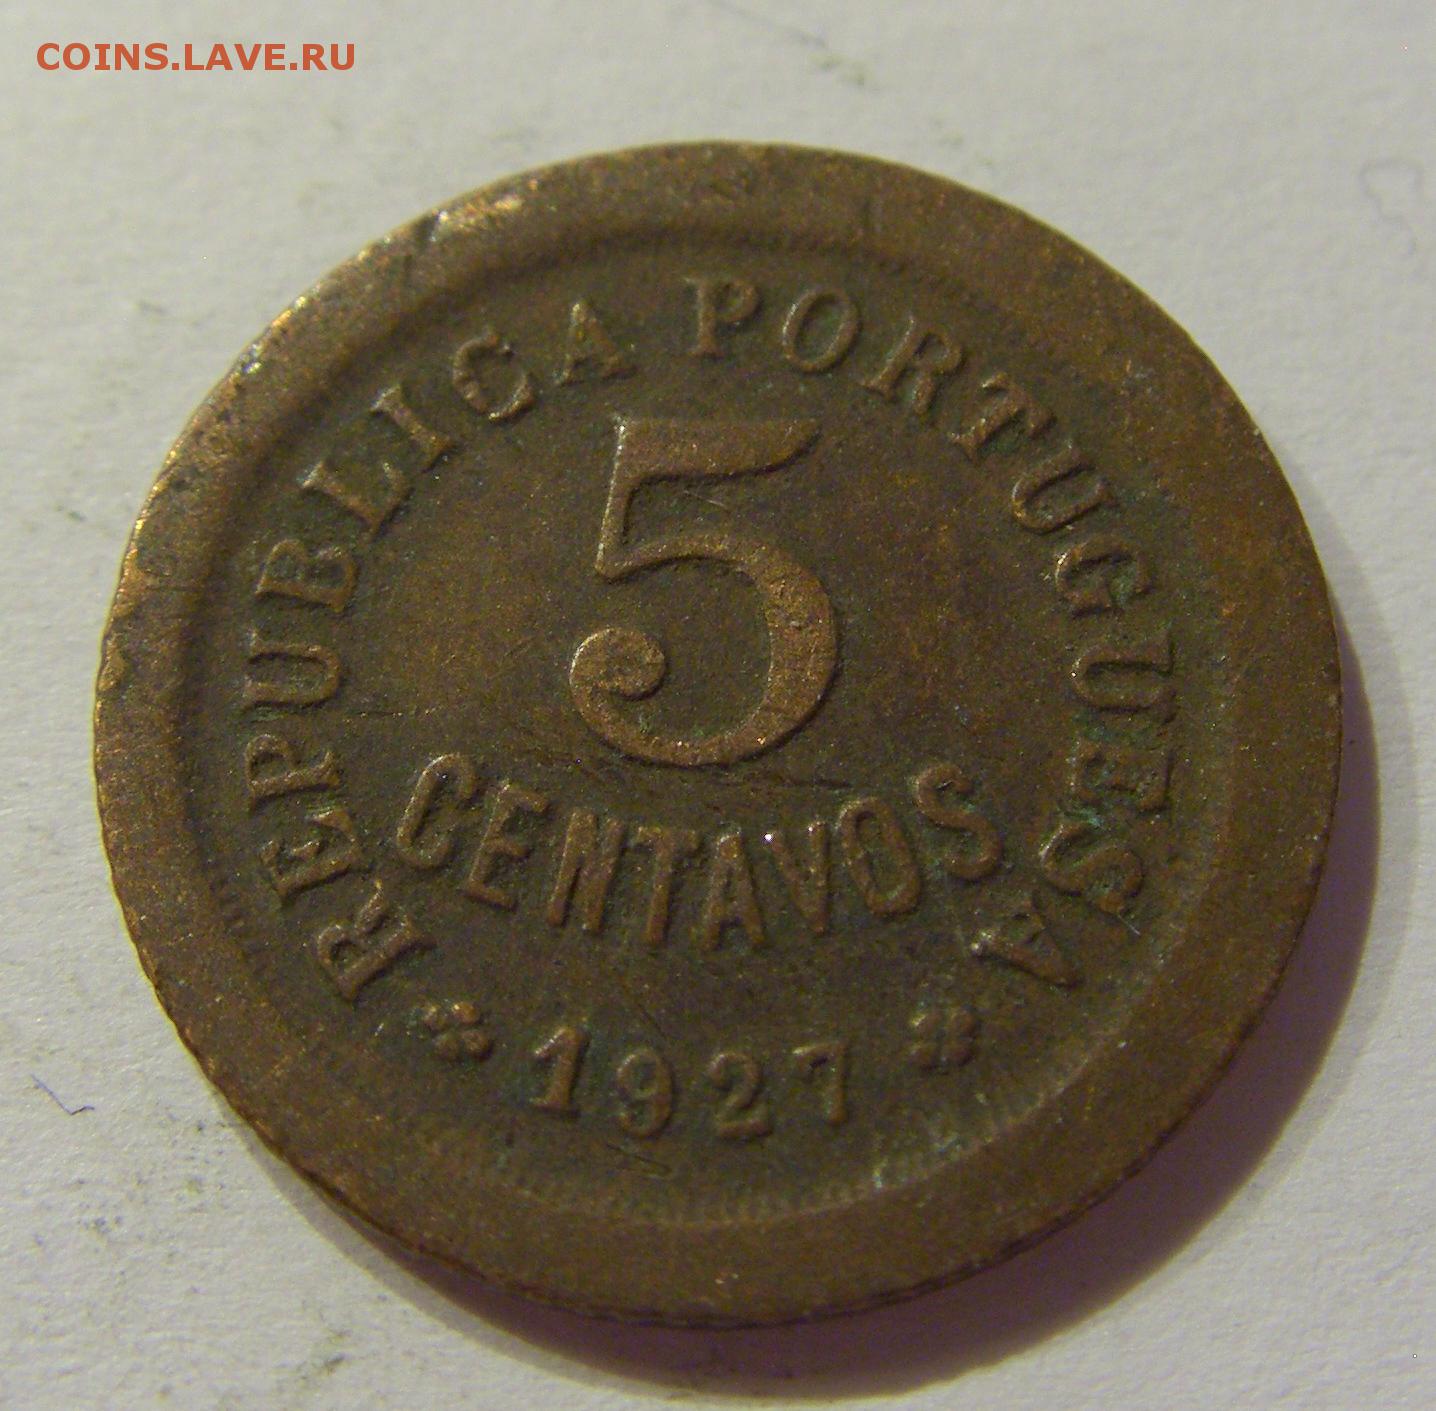 COINS.LAVE.RU
REPUBLICA PORTUGUESA
5
CENTAVOS
1927